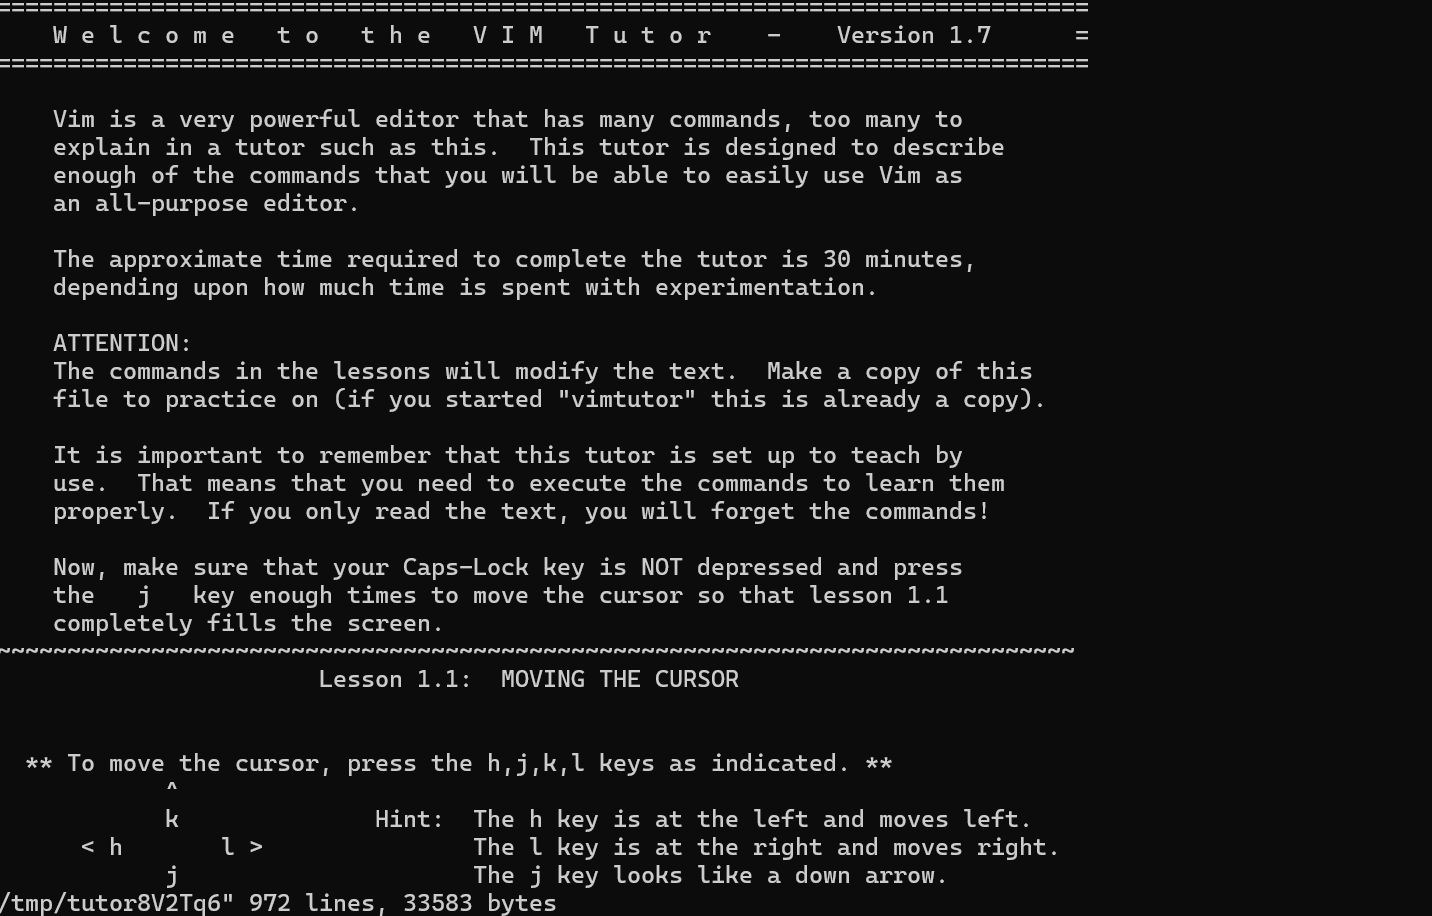 ==============================================================================
    W e l c o m e   t o   t h e   V I M   T u t o r    -    Version 1.7      =
==============================================================================

    Vim is a very powerful editor that has many commands, too many to
    explain in a tutor such as this.  This tutor is designed to describe
    enough of the commands that you will be able to easily use Vim as
    an all-purpose editor.

    The approximate time required to complete the tutor is 30 minutes,
    depending upon how much time is spent with experimentation.

    ATTENTION:
    The commands in the lessons will modify the text.  Make a copy of this
    file to practice on (if you started "vimtutor" this is already a copy).

    It is important to remember that this tutor is set up to teach by
    use.  That means that you need to execute the commands to learn them
    properly.  If you only read the text, you will forget the commands!

    Now, make sure that your Caps-Lock key is NOT depressed and press
    the   j   key enough times to move the cursor so that lesson 1.1
    completely fills the screen.
~~~~~~~~~~~~~~~~~~~~~~~~~~~~~~~~~~~~~~~~~~~~~~~~~~~~~~~~~~~~~~~~~~~~~~~~~~~~~
                       Lesson 1.1:  MOVING THE CURSOR


  ** To move the cursor, press the h,j,k,l keys as indicated. **
            ^
            k              Hint:  The h key is at the left and moves left.
      < h       l >               The l key is at the right and moves right.
            j                     The j key looks like a down arrow.
/tmp/tutor8V2Tq6" 972 lines, 33583 bytes